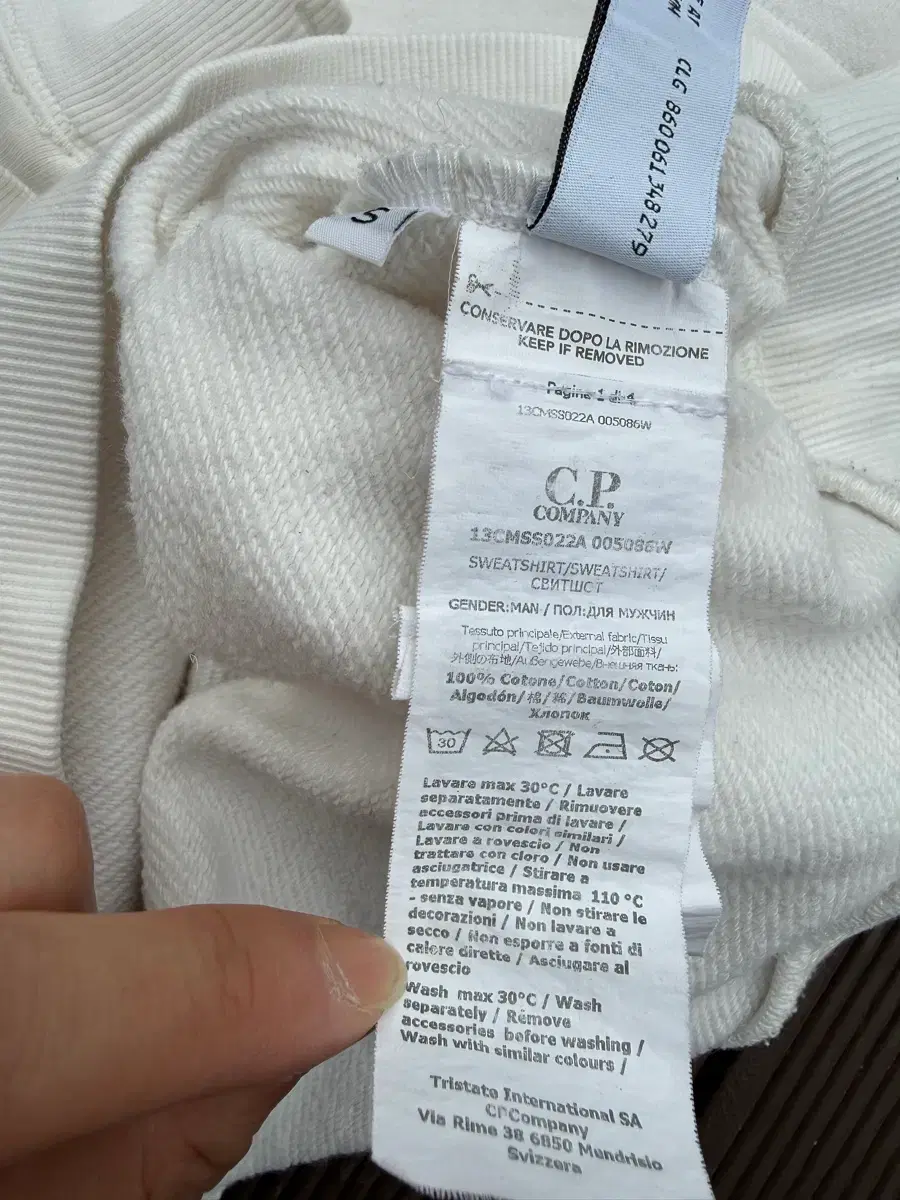 CLG 860061348279
S
CONSERVARE DOPO LA RIMOZIONE
KEEP IF REMOVED
Pagina 1 di 4
13CMSS022A 005086W
C.P.
COMPANY
13CMSS022A 005086W
SWEATSHIRT/SWEATSHIRT/
СВИТШОТ
GENDER:MAN / ПОЛ:ДЛЯ МУЖЧИН
Tessuto principale/External fabric/Tissu
principal/Tejido principal/外部面料/
外側の布地/Außengewebe/Внешняя ткань:
100% Cotone/Cotton/Coton/
Algodón/棉/綿/Baumwolle/
Хлопок
30
Lavare max 30°C / Lavare
separatamente / Rimuovere
accessori prima di lavare /
Lavare con colori similari /
Lavare a rovescio / Non
trattare con cloro / Non usare
asciugatrice / Stirare a
temperatura massima 110 °C
- senza vapore / Non stirare le
decorazioni / Non lavare a
secco / Non esporre a fonti di
calore dirette / Asciugare al
rovescio
Wash max 30°C / Wash
separately / Remove
accessories before washing /
Wash with similar colours /
Tristate International SA
CPCompany
Via Rime 38 6850 Mendrisio
Svizzera